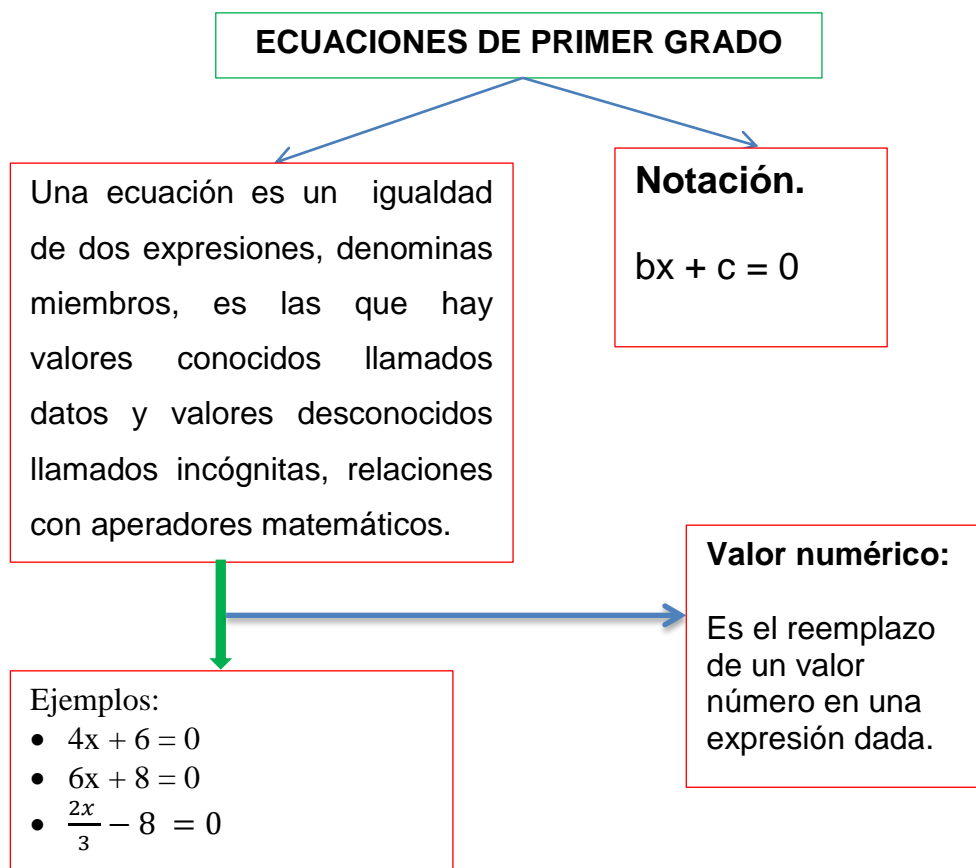 ECUACIONES DE PRIMER GRADO
Una ecuación es un igualdad
de dos expresiones, denominas
miembros, es las que hay
valores conocidos llamados
datos y valores desconocidos
llamados incógnitas, relaciones
con aperadores matemáticos.
Notación.
bx + c = 0
Valor numérico:
Es el reemplazo
de un valor
número en una
expresión dada.
Ejemplos:
• 4x + 6 = 0
• 6x + 8 = 0
• 2x/3 − 8 = 0